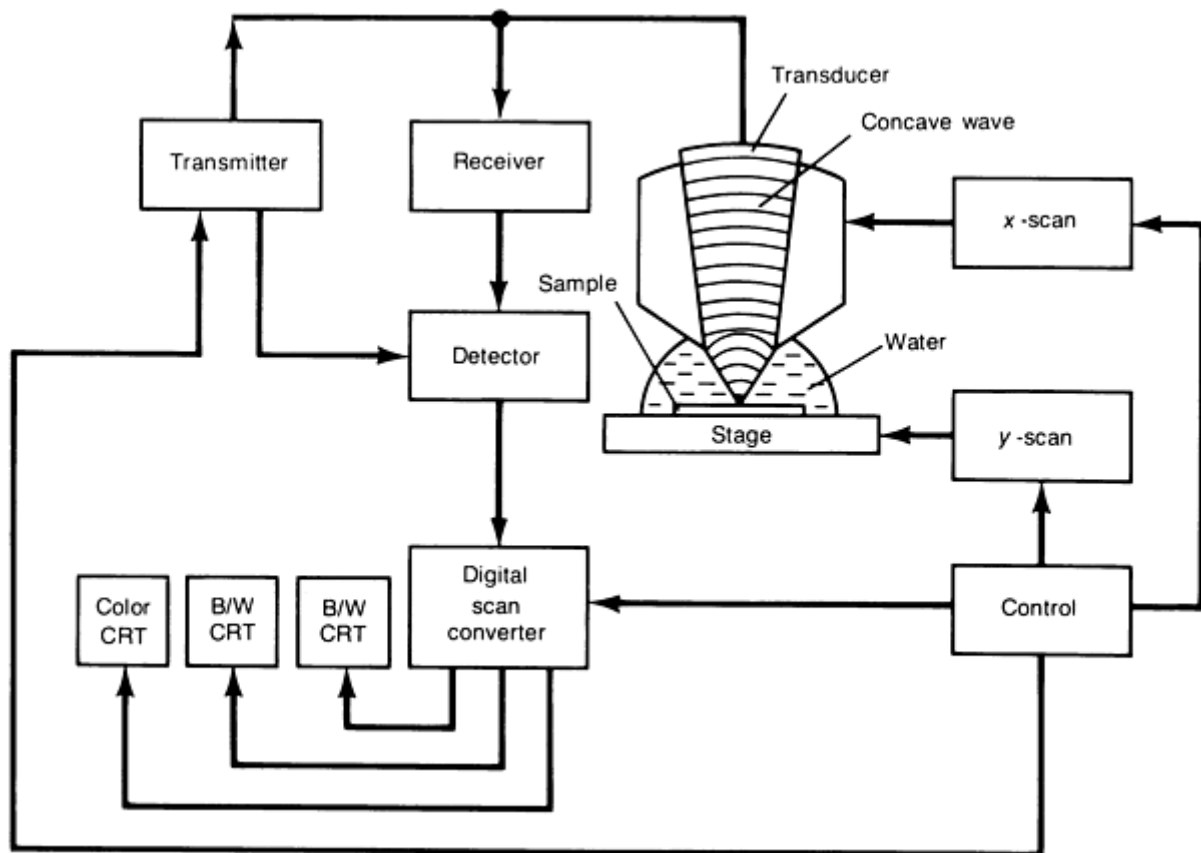 Transducer
Concave wave
Transmitter
Receiver
x-scan
Sample
Detector
Water
Stage
y-scan
Digital
scan
converter
Color
CRT
B/W
CRT
B/W
CRT
Control